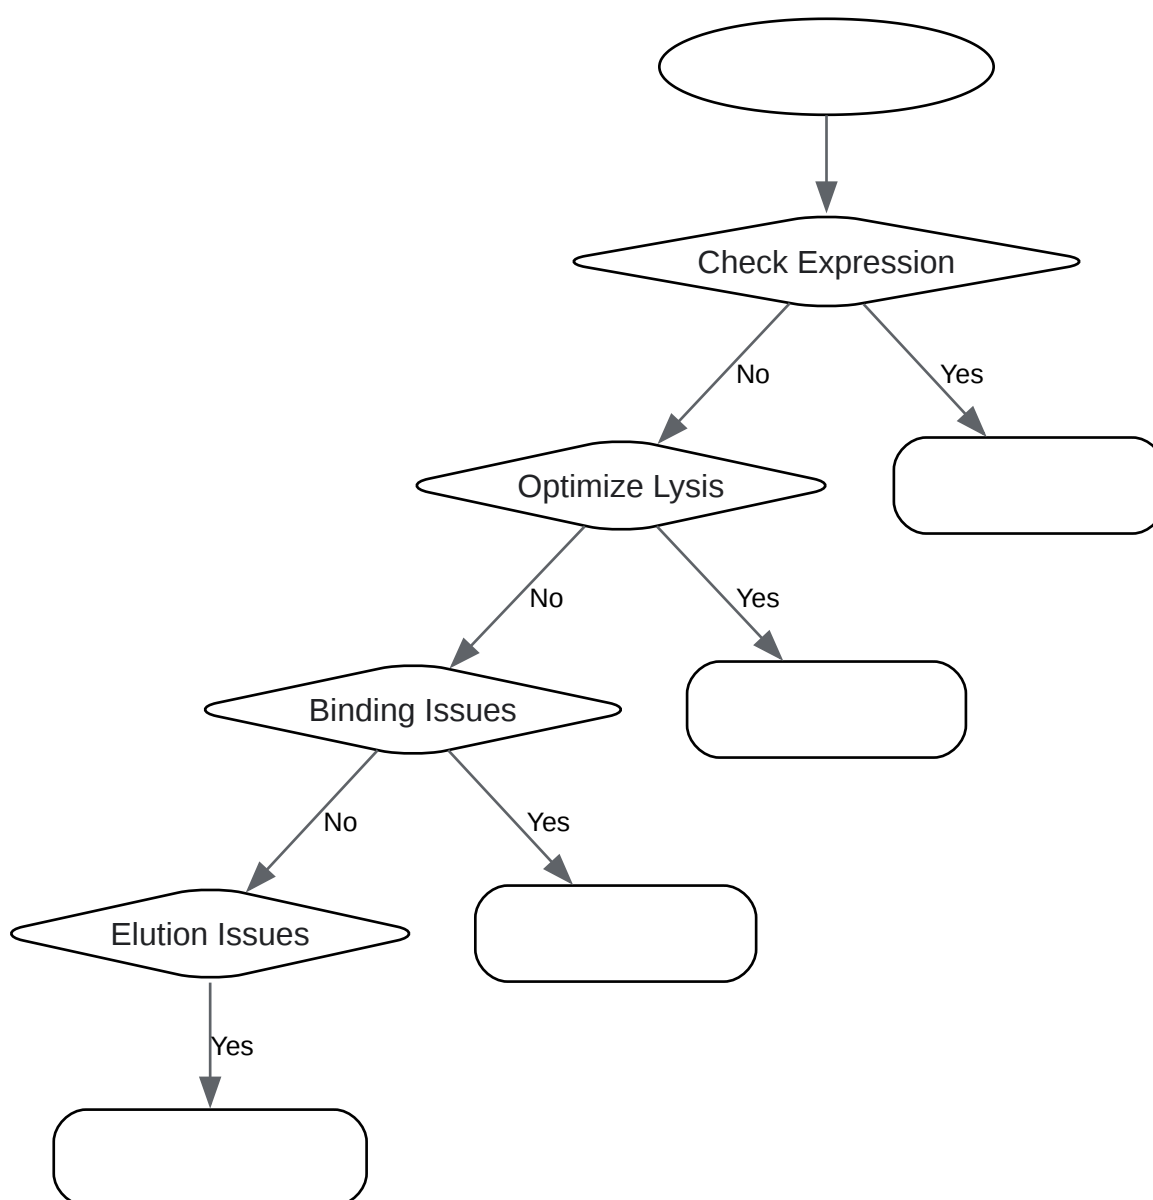 Check Expression
No
Yes
Optimize Lysis
No
Yes
Binding Issues
No
Yes
Elution Issues
Yes